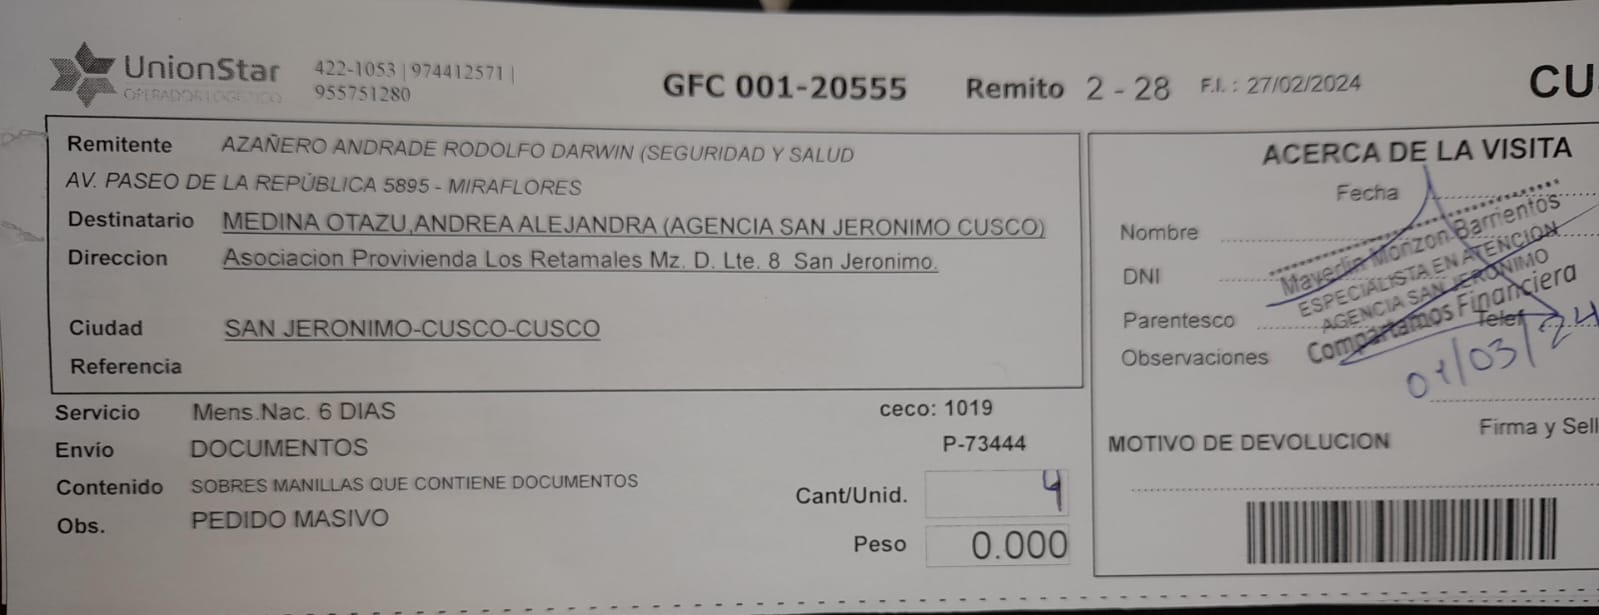 UnionStar
OPERADOR LOGISTICO
422-1053 | 974412571 |
955751280
GFC 001-20555
Remito 2 - 28
F.I. : 27/02/2024
CU
Remitente AZAÑERO ANDRADE RODOLFO DARWIN (SEGURIDAD Y SALUD
AV. PASEO DE LA REPÚBLICA 5895 - MIRAFLORES
Destinatario MEDINA OTAZU,ANDREA ALEJANDRA (AGENCIA SAN JERONIMO CUSCO)
Direccion Asociacion Provivienda Los Retamales Mz. D. Lte. 8 San Jeronimo.
Ciudad SAN JERONIMO-CUSCO-CUSCO
Referencia
Servicio Mens.Nac. 6 DIAS
ceco: 1019
Envío DOCUMENTOS
P-73444
Contenido SOBRES MANILLAS QUE CONTIENE DOCUMENTOS
Cant/Unid. 4
Obs. PEDIDO MASIVO
Peso 0.000
ACERCA DE LA VISITA
Fecha
Nombre
DNI
Parentesco
Telef
Observaciones
Mayerlin Monzon Barrientos
ESPECIALISTA EN ATENCION
AGENCIA SAN JERONIMO
Compartamos Financiera
01/03/24
Firma y Sell
MOTIVO DE DEVOLUCION